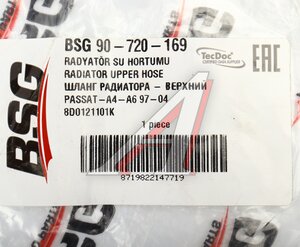 BSG 90-720-169
RADYATÖR SU HORTUMU
RADIATOR UPPER HOSE
ШЛАНГ РАДИАТОРА - ВЕРХНИЙ
PASSAT-A4-A6 97-04
8D0121101K
1 piece
8719822147719
TecDoc
EAC
BSG
BSG